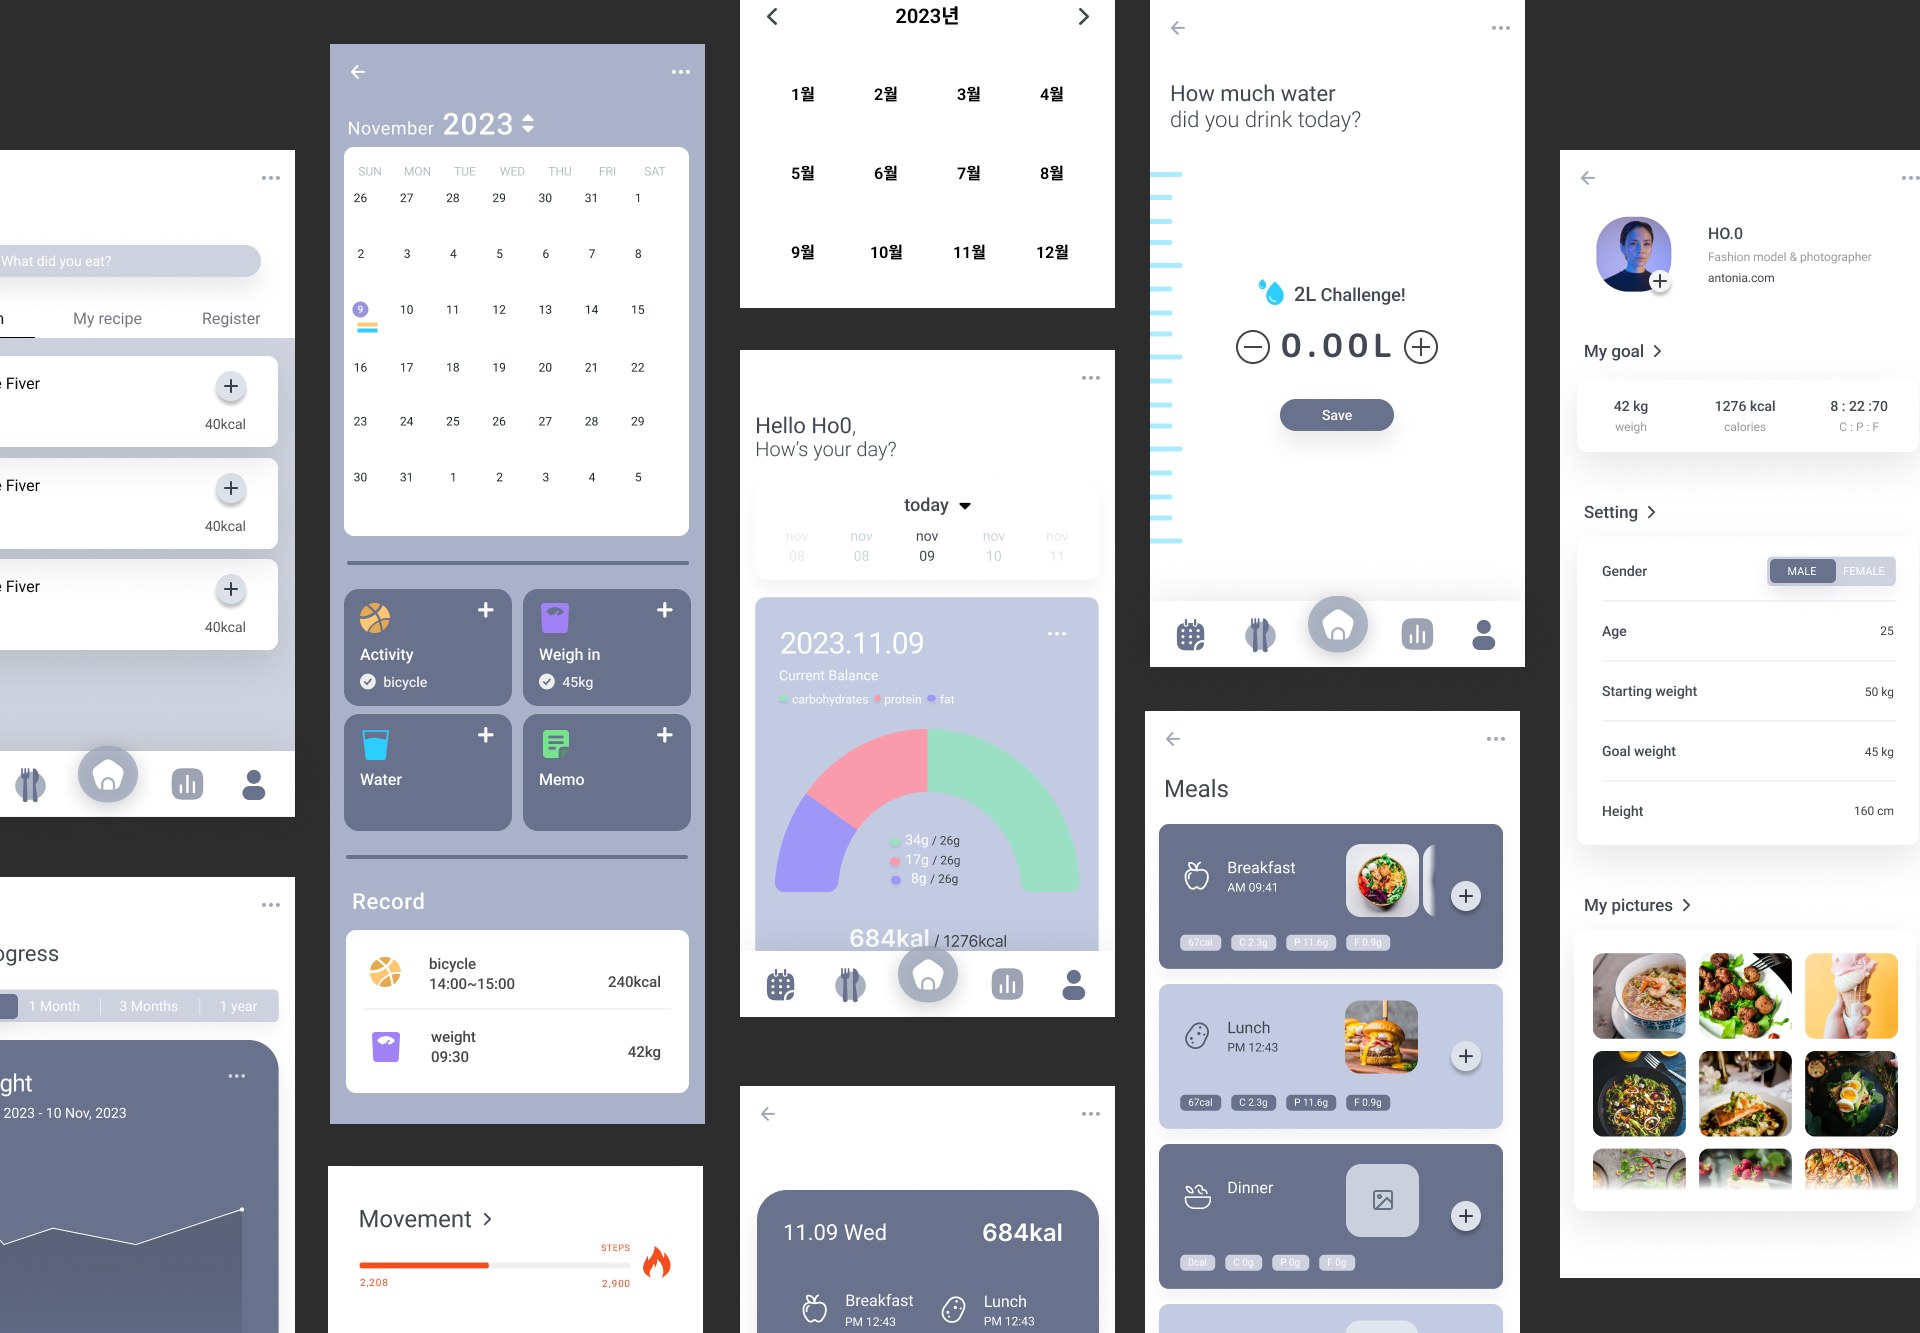 What did you eat?
My recipe
Register
Fiver
40kcal
Fiver
40kcal
Fiver
40kcal
ogress
1 Month
3 Months
1 year
ght
2023 - 10 Nov, 2023
November 2023
SUN MON TUE WED THU FRI SAT
26 27 28 29 30 31 1
2 3 4 5 6 7 8
9 10 11 12 13 14 15
16 17 18 19 20 21 22
23 24 25 26 27 28 29
30 31 1 2 3 4 5
Activity
bicycle
Weigh in
45kg
Water
Memo
Record
bicycle
14:00~15:00
240kcal
weight
09:30
42kg
Movement
STEPS
2,208
2,900
2023년
1월 2월 3월 4월
5월 6월 7월 8월
9월 10월 11월 12월
Hello Ho0,
How's your day?
today
nov nov nov nov nov
08 08 09 10 11
2023.11.09
Current Balance
carbohydrates protein fat
34g / 26g
17g / 26g
8g / 26g
684kal / 1276kcal
11.09 Wed
684kal
Breakfast
PM 12:43
Lunch
PM 12:43
How much water
did you drink today?
2L Challenge!
0.00L
Save
Meals
Breakfast
AM 09:41
67cal C 2.3g P 11.6g F 0.9g
Lunch
PM 12:43
67cal C 2.3g P 11.6g F 0.9g
Dinner
0cal C 0g P 0g F 0g
HO.0
Fashion model & photographer
antonia.com
My goal
42 kg
weigh
1276 kcal
calories
8 : 22 :70
C : P : F
Setting
Gender
MALE
FEMALE
Age
25
Starting weight
50 kg
Goal weight
45 kg
Height
160 cm
My pictures